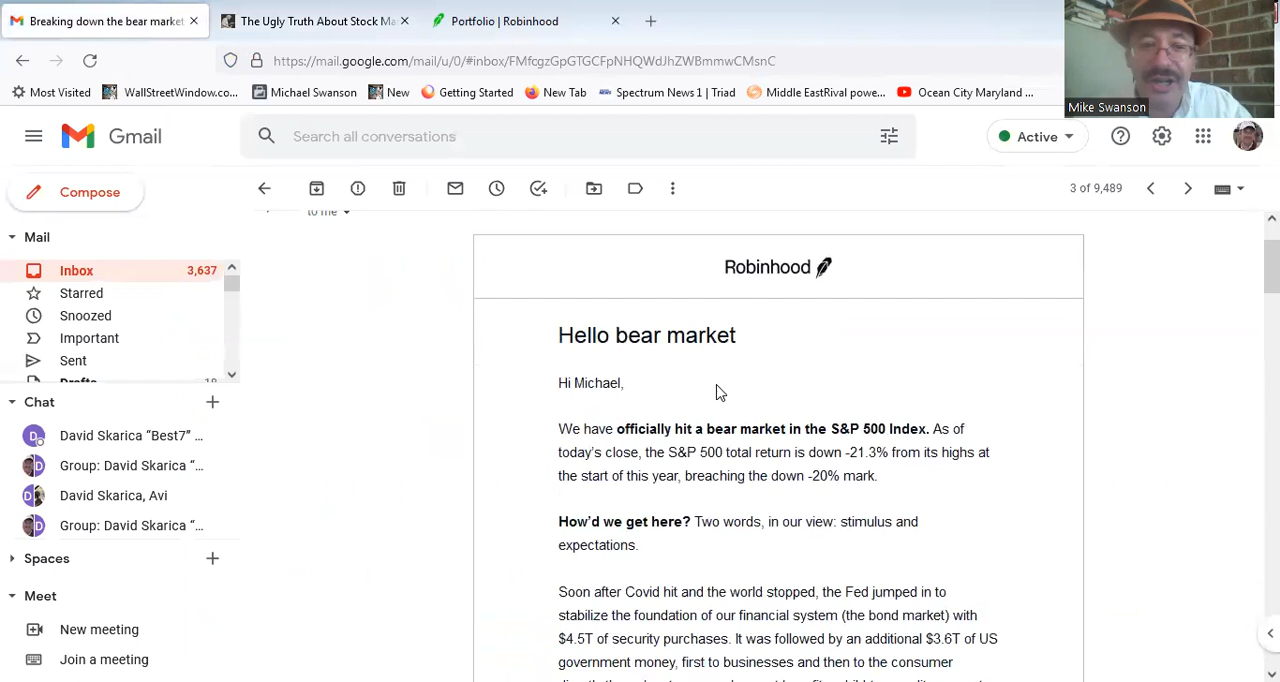 Breaking down the bear market
The Ugly Truth About Stock Ma
Portfolio | Robinhood
https://mail.google.com/mail/u/0/#inbox/FMfcgzGpGTGCFpNHQWdJhZWBmmwCMsnC
Most Visited
WallStreetWindow.co...
Michael Swanson
New
Getting Started
New Tab
Spectrum News 1 | Triad
Middle EastRival powe...
Ocean City Maryland ...
Mike Swanson
Gmail
Search all conversations
Active
Compose
3 of 9,489
to me
Mail
Inbox 3,637
Starred
Snoozed
Important
Sent
Drafts 18
Chat
David Skarica “Best7” ...
Group: David Skarica “...
David Skarica, Avi
Group: David Skarica “...
Spaces
Meet
New meeting
Join a meeting
Robinhood
Hello bear market
Hi Michael,
We have officially hit a bear market in the S&P 500 Index. As of
today’s close, the S&P 500 total return is down -21.3% from its highs at
the start of this year, breaching the down -20% mark.
How’d we get here? Two words, in our view: stimulus and
expectations.
Soon after Covid hit and the world stopped, the Fed jumped in to
stabilize the foundation of our financial system (the bond market) with
$4.5T of security purchases. It was followed by an additional $3.6T of US
government money, first to businesses and then to the consumer